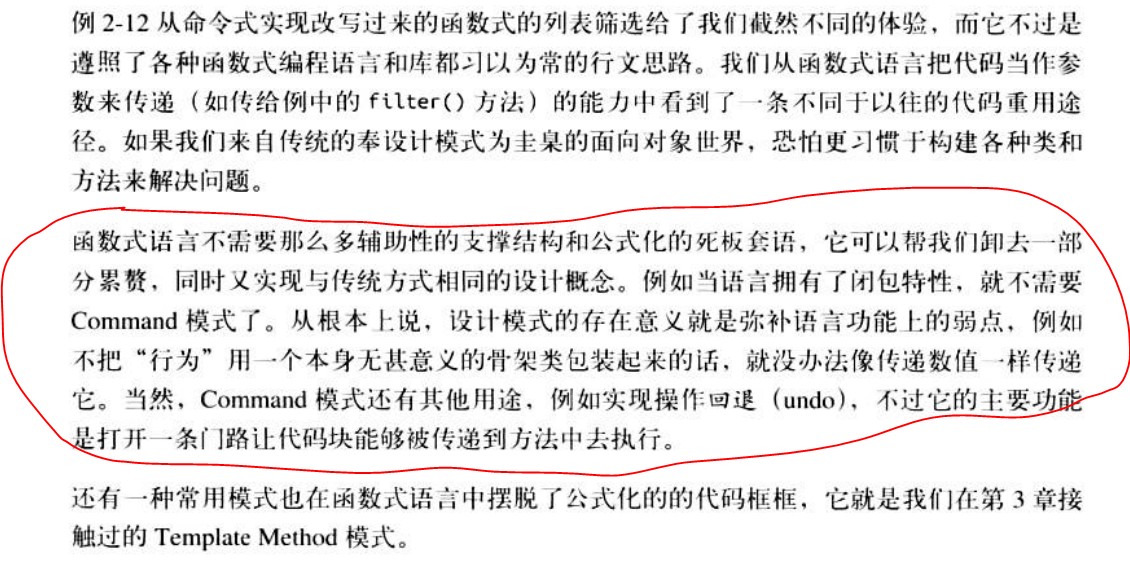 例 2-12 从命令式实现改写过来的函数式的列表筛选给了我们截然不同的体验，而它不过是
遵照了各种函数式编程语言和库都习以为常的行文思路。我们从函数式语言把代码当作参
数来传递（如传给例中的 filter() 方法）的能力中看到了一条不同于以往的代码重用途
径。如果我们来自传统的奉设计模式为圭臬的面向对象世界，恐怕更习惯于构建各种类和
方法来解决问题。
函数式语言不需要那么多辅助性的支撑结构和公式化的死板套语，它可以帮我们卸去一部
分累赘，同时又实现与传统方式相同的设计概念。例如当语言拥有了闭包特性，就不需要
Command 模式了。从根本上说，设计模式的存在意义就是弥补语言功能上的弱点，例如
不把“行为”用一个本身无甚意义的骨架类包装起来的话，就没办法像传递数值一样传递
它。当然，Command 模式还有其他用途，例如实现操作回退（undo），不过它的主要功能
是打开一条门路让代码块能够被传递到方法中去执行。
还有一种常用模式也在函数式语言中摆脱了公式化的的代码框框，它就是我们在第 3 章接
触过的 Template Method 模式。